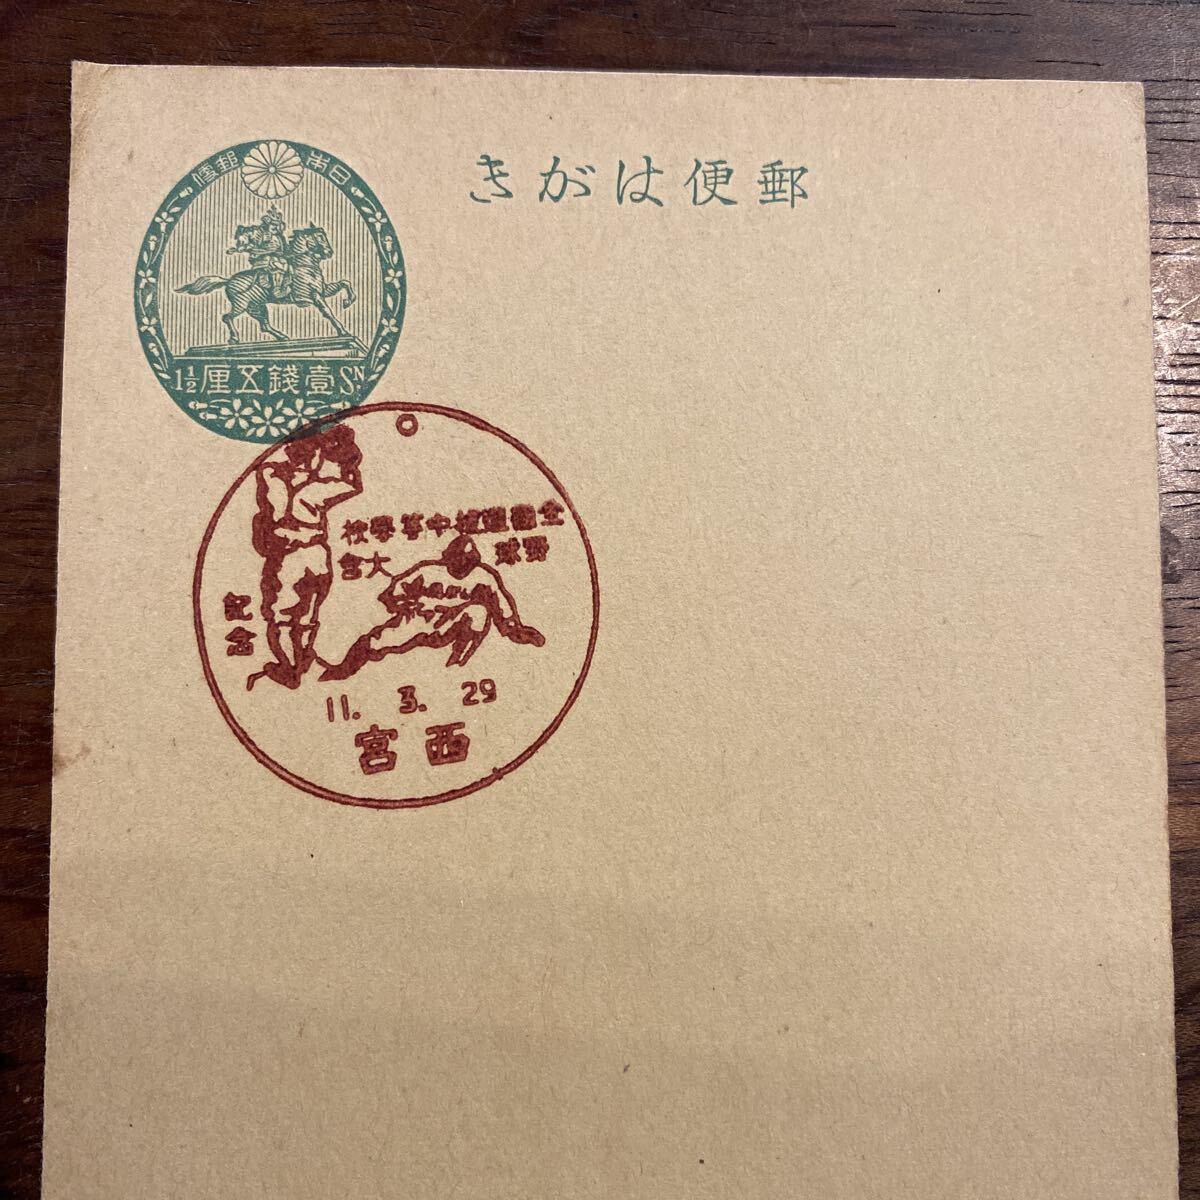 郵便はがき
日本郵便
壹錢五厘
1½ SN.
全國選拔中等學校
野球大會
記念
11. 3. 29
西宮